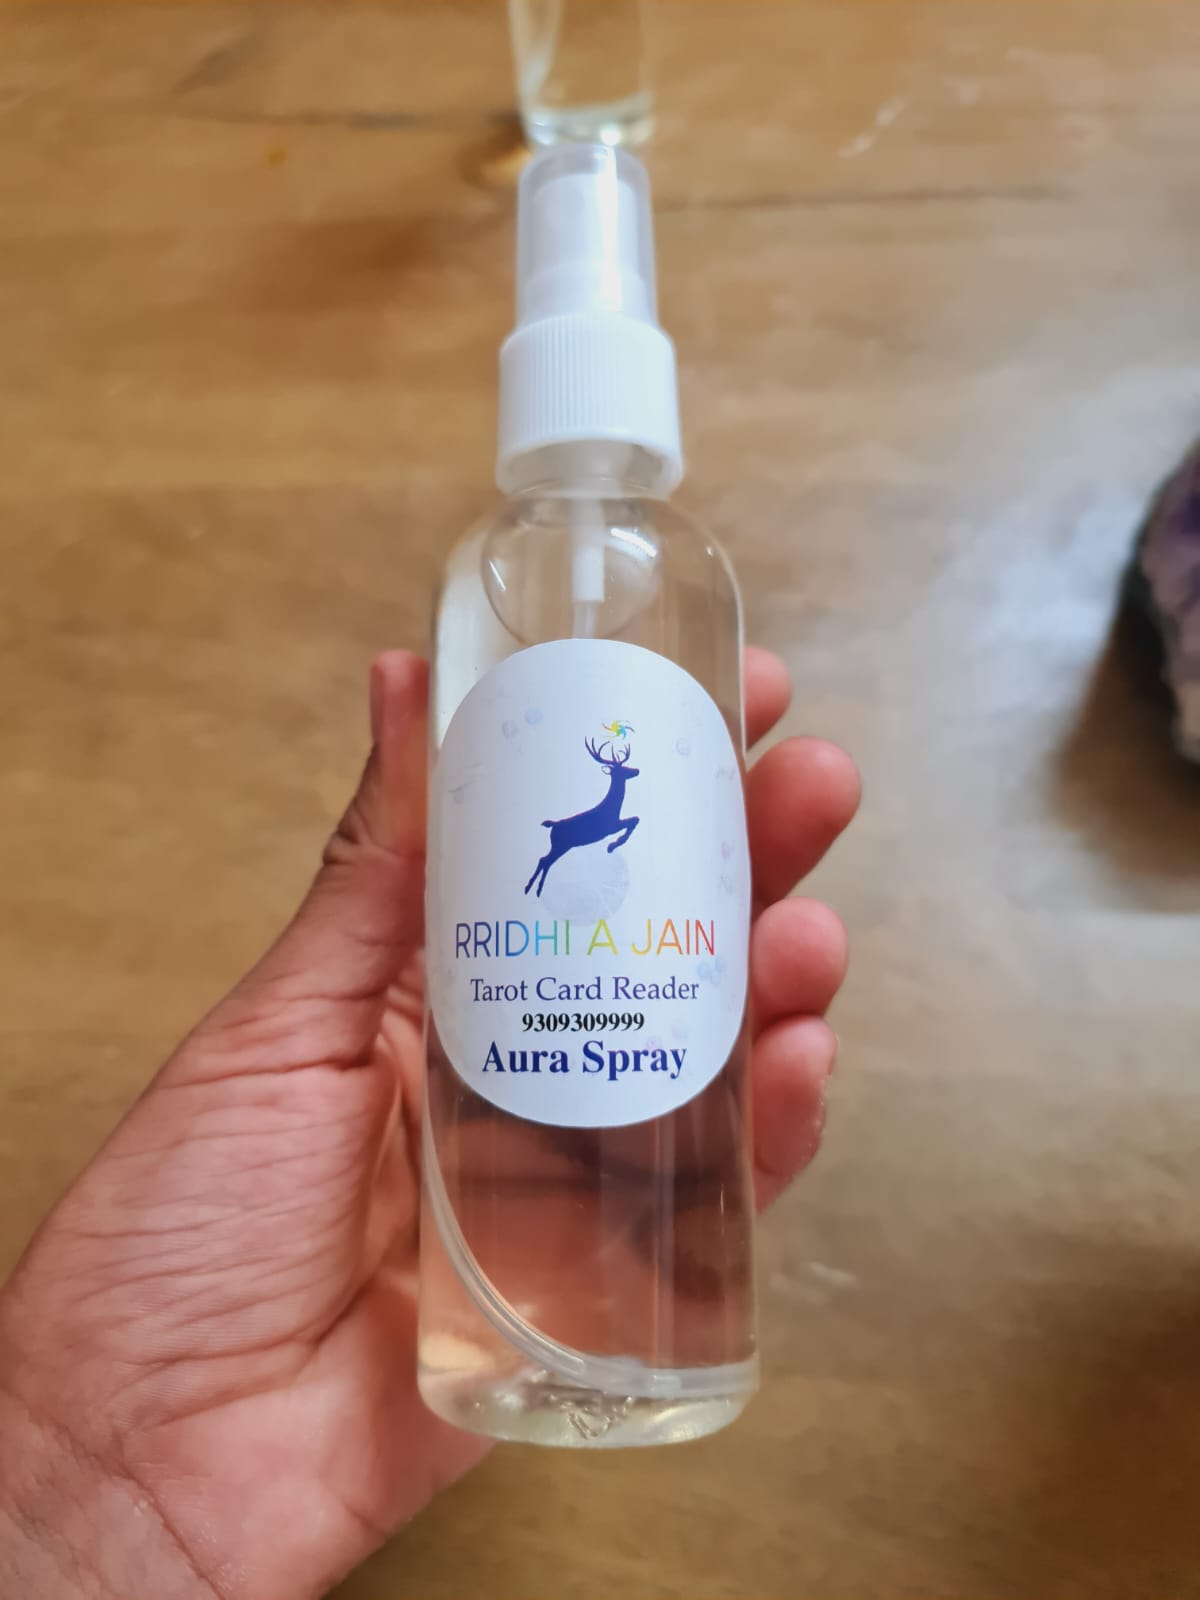 RRIDHI A JAIN
Tarot Card Reader
9309309999
Aura Spray